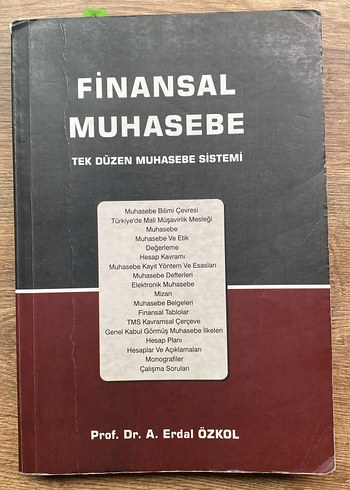 FİNANSAL
MUHASEBE
TEK DÜZEN MUHASEBE SİSTEMİ
Muhasebe Bilimi Çevresi
Türkiye'de Mali Müşavirlik Mesleği
Muhasebe
Muhasebe Ve Etik
Değerleme
Hesap Kavramı
Muhasebe Kayıt Yöntem Ve Esasları
Muhasebe Defterleri
Elektronik Muhasebe
Mizan
Muhasebe Belgeleri
Finansal Tablolar
TMS Kavramsal Çerçeve
Genel Kabul Görmüş Muhasebe İlkeleri
Hesap Planı
Hesaplar Ve Açıklamaları
Monografiler
Çalışma Soruları
Prof. Dr. A. Erdal ÖZKOL